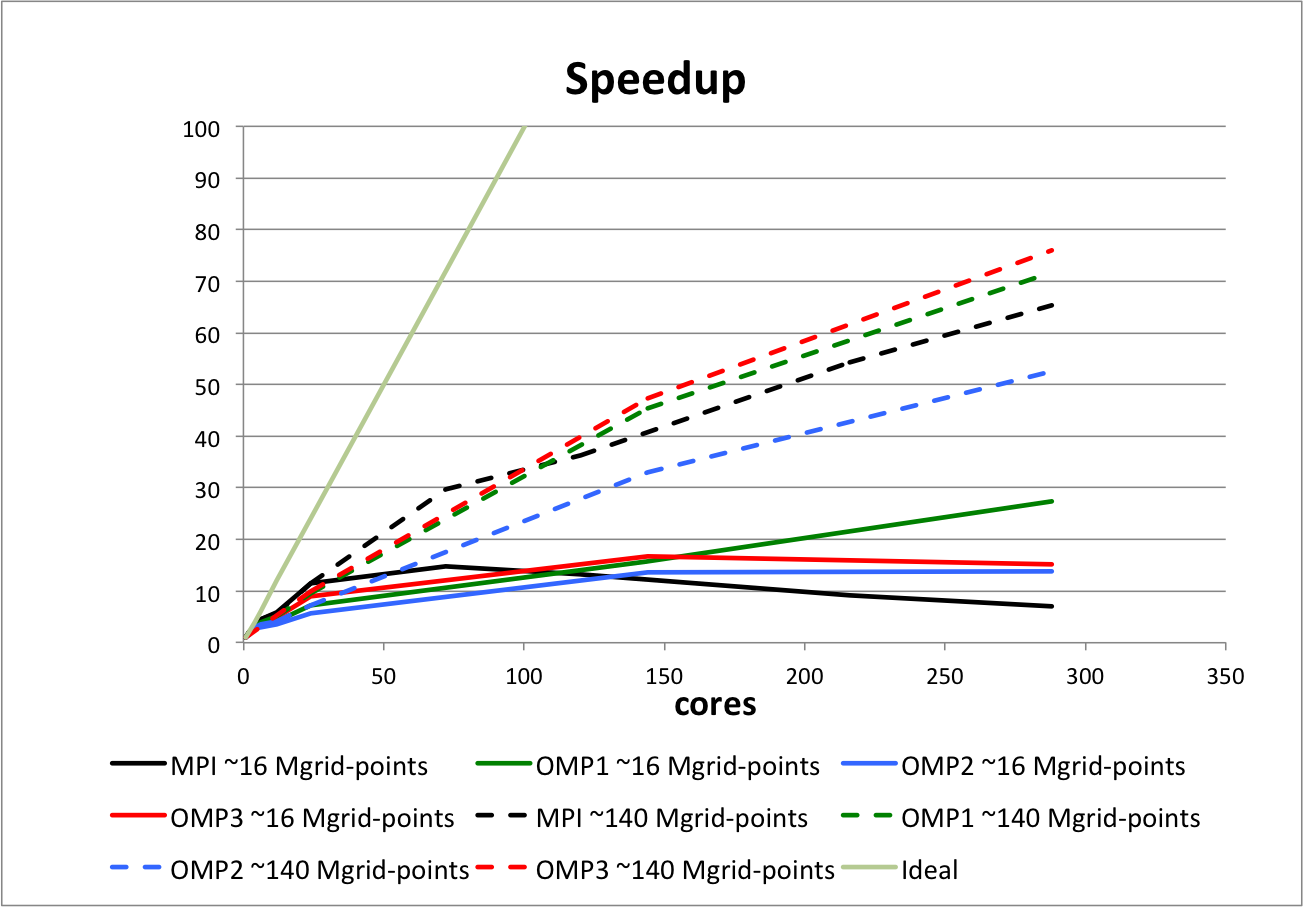 Speedup
100
90
80
70
60
50
40
30
20
10
0
0 50 100 150 200 250 300 350
cores
MPI ~16 Mgrid-points OMP1 ~16 Mgrid-points OMP2 ~16 Mgrid-points
OMP3 ~16 Mgrid-points MPI ~140 Mgrid-points OMP1 ~140 Mgrid-points
OMP2 ~140 Mgrid-points OMP3 ~140 Mgrid-points Ideal